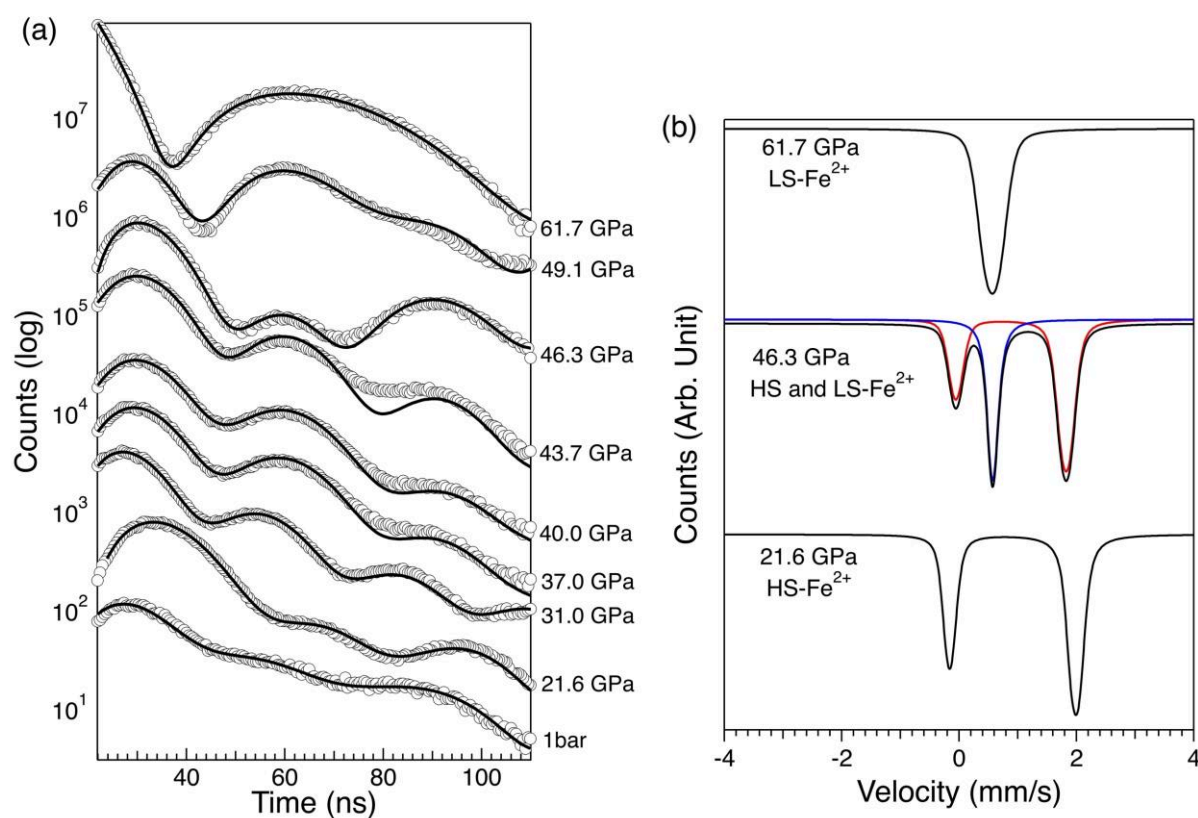 (a)
Counts (log)
10^7
10^6
10^5
10^4
10^3
10^2
10^1
61.7 GPa
49.1 GPa
46.3 GPa
43.7 GPa
40.0 GPa
37.0 GPa
31.0 GPa
21.6 GPa
1bar
40
60
80
100
Time (ns)
(b)
Counts (Arb. Unit)
61.7 GPa
LS-Fe^2+
46.3 GPa
HS and LS-Fe^2+
21.6 GPa
HS-Fe^2+
-4
-2
0
2
4
Velocity (mm/s)